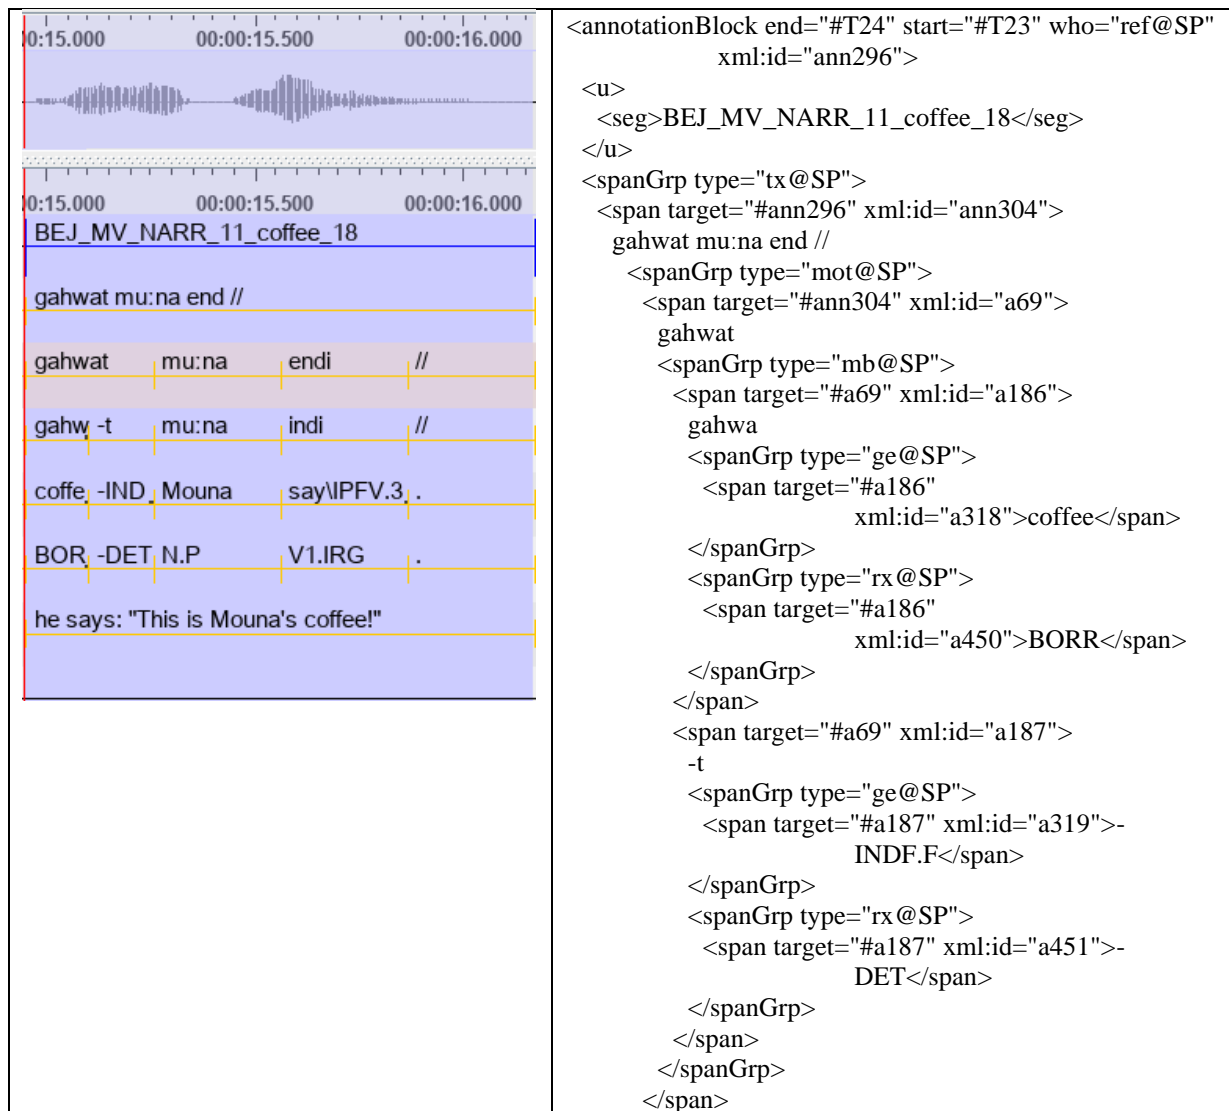 0:15.000 00:00:15.500 00:00:16.000
0:15.000 00:00:15.500 00:00:16.000
BEJ_MV_NARR_11_coffee_18
gahwat mu:na end //
gahwat mu:na endi //
gahw -t mu:na indi //
coffe -IND Mouna say\IPFV.3 .
BOR -DET N.P V1.IRG .
he says: "This is Mouna's coffee!"
<annotationBlock end="#T24" start="#T23" who="ref@SP"
xml:id="ann296">
<u>
<seg>BEJ_MV_NARR_11_coffee_18</seg>
</u>
<spanGrp type="tx@SP">
<span target="#ann296" xml:id="ann304">
gahwat mu:na end //
<spanGrp type="mot@SP">
<span target="#ann304" xml:id="a69">
gahwat
<spanGrp type="mb@SP">
<span target="#a69" xml:id="a186">
gahwa
<spanGrp type="ge@SP">
<span target="#a186"
xml:id="a318">coffee</span>
</spanGrp>
<spanGrp type="rx@SP">
<span target="#a186"
xml:id="a450">BORR</span>
</spanGrp>
</span>
<span target="#a69" xml:id="a187">
-t
<spanGrp type="ge@SP">
<span target="#a187" xml:id="a319">-
INDF.F</span>
</spanGrp>
<spanGrp type="rx@SP">
<span target="#a187" xml:id="a451">-
DET</span>
</spanGrp>
</span>
</spanGrp>
</span>